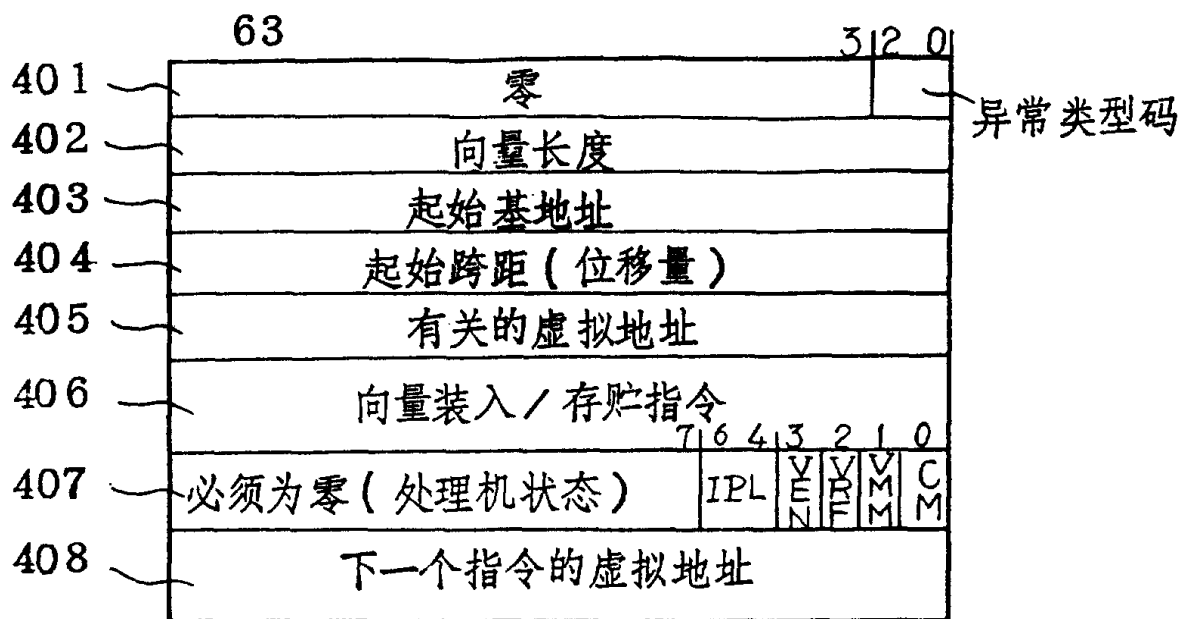 63 3 2 0
401 零
异常类型码
402 向量长度
403 起始基地址
404 起始跨距(位移量)
405 有关的虚拟地址
406 向量装入/存贮指令
7 6 4 3 2 1 0
407 必须为零(处理机状态) IPL VEN VRF VMM CM
408 下一个指令的虚拟地址